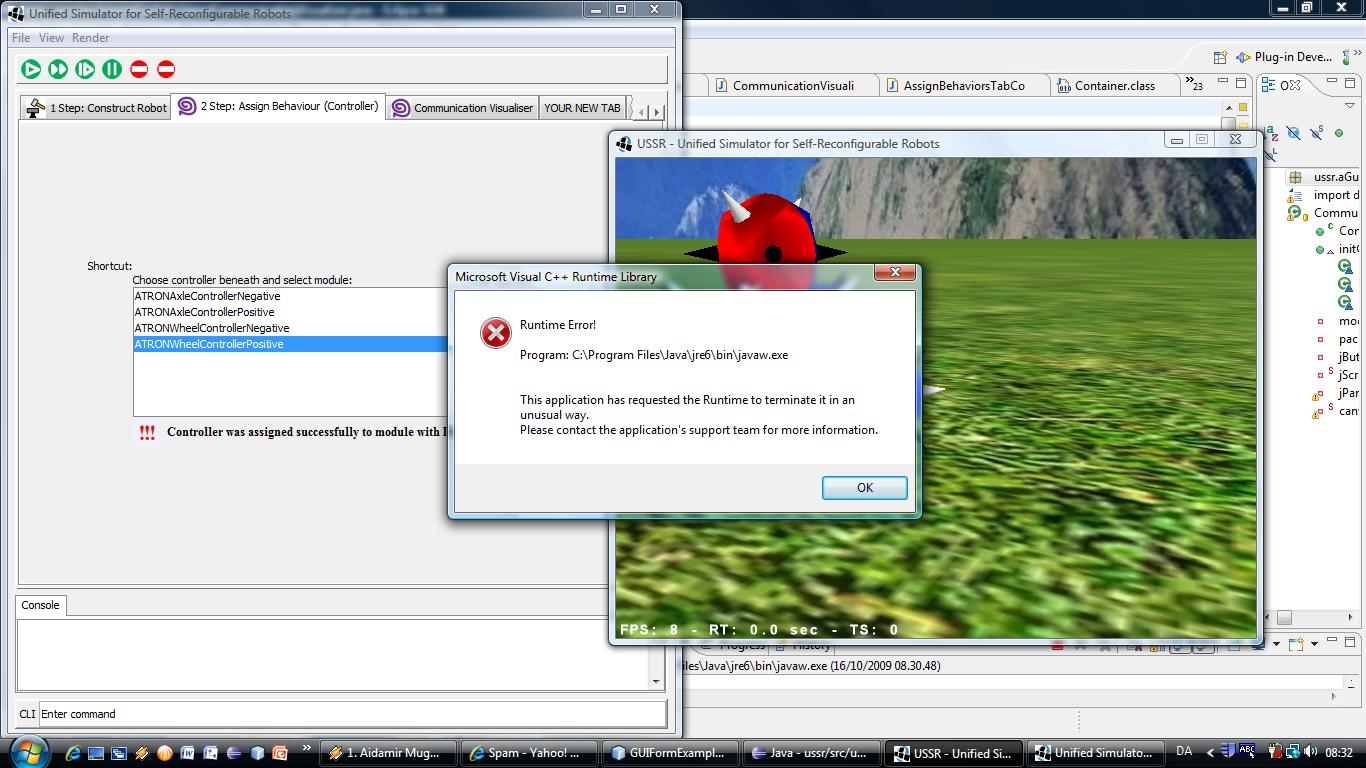 Unified Simulator for Self-Reconfigurable Robots
File View Render
1 Step: Construct Robot
2 Step: Assign Behaviour (Controller)
Communication Visualiser
YOUR NEW TAB
Shortcut:
Choose controller beneath and select module:
ATRONAxleControllerNegative
ATRONAxleControllerPositive
ATRONWheelControllerNegative
ATRONWheelControllerPositive
!!! Controller was assigned successfully to module with
Console
CLI Enter command
Plug-in Deve...
CommunicationVisuali
AssignBehaviorsTabCo
Container.class
23
USSR - Unified Simulator for Self-Reconfigurable Robots
Microsoft Visual C++ Runtime Library
Runtime Error!
Program: C:\Program Files\Java\jre6\bin\javaw.exe
This application has requested the Runtime to terminate it in an
unusual way.
Please contact the application's support team for more information.
OK
FPS: 8 - RT: 0.0 sec - TS: 0
ussr.aGu
import d
Commu
Con
initC
mo
pac
jBut
jScr
jPar
can
Progress
History
iles\Java\jre6\bin\javaw.exe (16/10/2009 08.30.48)
1. Aidamir Mug...
Spam - Yahoo! ...
GUIFormExampl...
Java - ussr/src/u...
USSR - Unified Si...
Unified Simulato...
DA
ABC
08:32